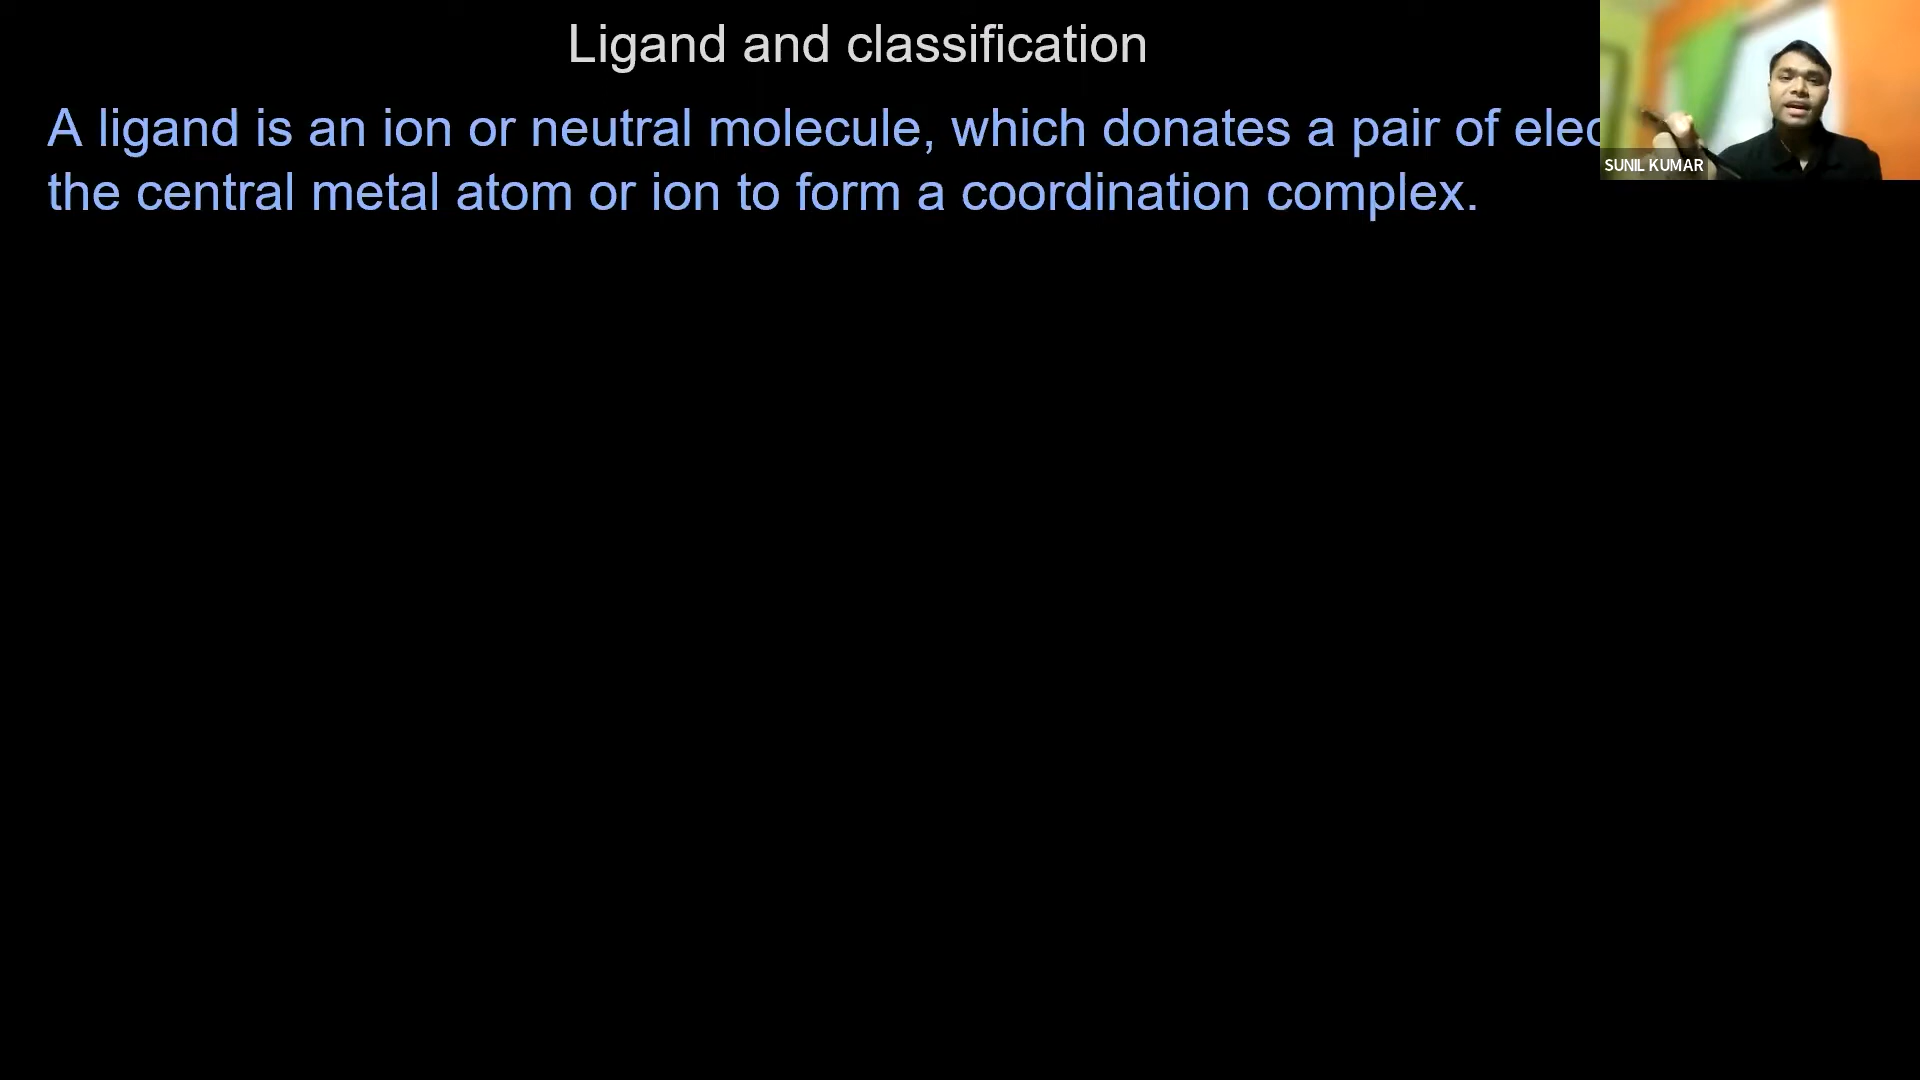 Ligand and classification
A ligand is an ion or neutral molecule, which donates a pair of
the central metal atom or ion to form a coordination complex.
SUNIL KUMAR